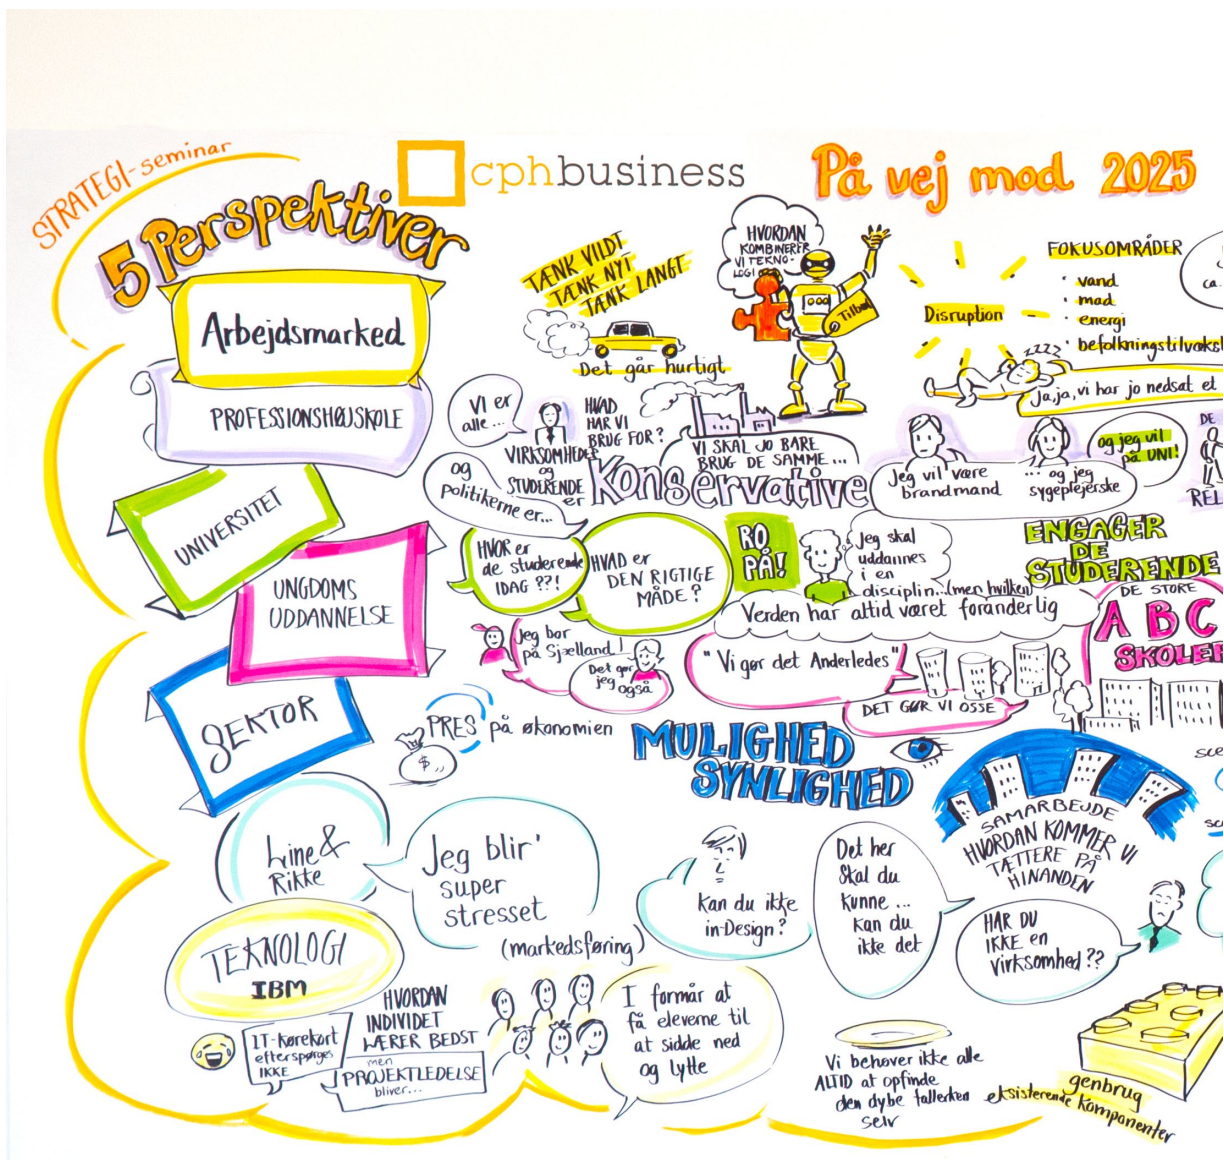 STRATEGI-seminar
5 Perspektiver
cphbusiness
På vej mod 2025
Arbejdsmarked
PROFESSIONSHØJSKOLE
UNIVERSITET
UNGDOMS
UDDANNELSE
SEKTOR
TÆNK VILDT
TÆNK NYT
TÆNK LANGT
Det går hurtigt
HVORDAN
KOMBINERER
VI TEKNO-
LOGI
Tilbud
Disruption
FOKUSOMRÅDER
· vand
· mad
· energi
· befolkningstilvækst
ca.
zzzz
Ja, ja, vi har jo nedsat et
VI er
alle...
HVAD
HAR VI
BRUG FOR?
VIRKSOMHEDER
og
STUDERENDE
er
og
politikerne er...
VI SKAL JO BARE
BRUG DE SAMME...
Konservative
Jeg vil være
brandmand
... og jeg
sygeplejerske
og jeg vil
på UNI!
DE
REL
HVOR er
de studerende
IDAG ??!
HVAD er
DEN RIGTIGE
MÅDE?
RO
PÅ!
Jeg skal
uddannes
i en
disciplin... (men hvilken)
Verden har altid været foranderlig
ENGAGER
DE
STUDERENDE
DE STORE
A B C
SKOLER
Jeg bor
på Sjælland!
Det gør
jeg også
"Vi gør det Anderledes"
DET GØR VI OSSE
PRES på økonomien
$
MULIGHED
SYNLIGHED
SAMARBEJDE
HVORDAN KOMMER VI
TÆTTERE PÅ
HINANDEN
sce
sc
Line &
Rikke
Jeg blir'
super
stresset
(markedsføring)
Kan du ikke
in-Design?
Det her
Skal du
kunne ...
kan du
ikke det
HAR DU
IKKE en
virksomhed ??
TEKNOLOGI
IBM
IT-kørekort
efterspørges
IKKE
HVORDAN
INDIVIDET
LÆRER BEDST
men
PROJEKTLEDELSE
bliver...
I formår at
få eleverne til
at sidde ned
og lytte
Vi behøver ikke alle
ALTID at opfinde
den dybe tallerken
selv
genbrug
eksisterende komponenter